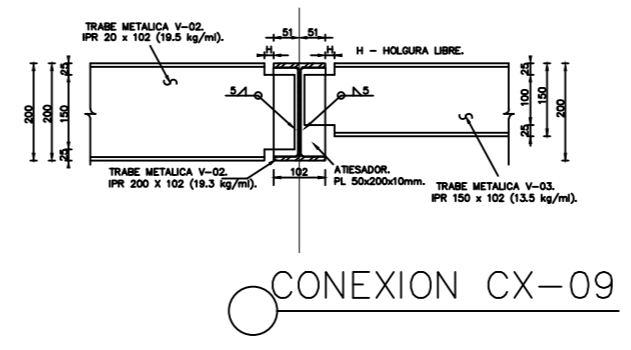 51 51
TRABE METALICA V-02.
IPR 20 x 102 (19.5 kg/ml).
H H H - HOLGURA LIBRE.
200 200 25 150 25
5 5
25 100 25 150 200
TRABE METALICA V-02.
IPR 200 X 102 (19.3 kg/ml).
102
ATIESADOR.
PL 50x200x10mm.
TRABE METALICA V-03.
IPR 150 x 102 (13.5 kg/ml).
CONEXION CX-09